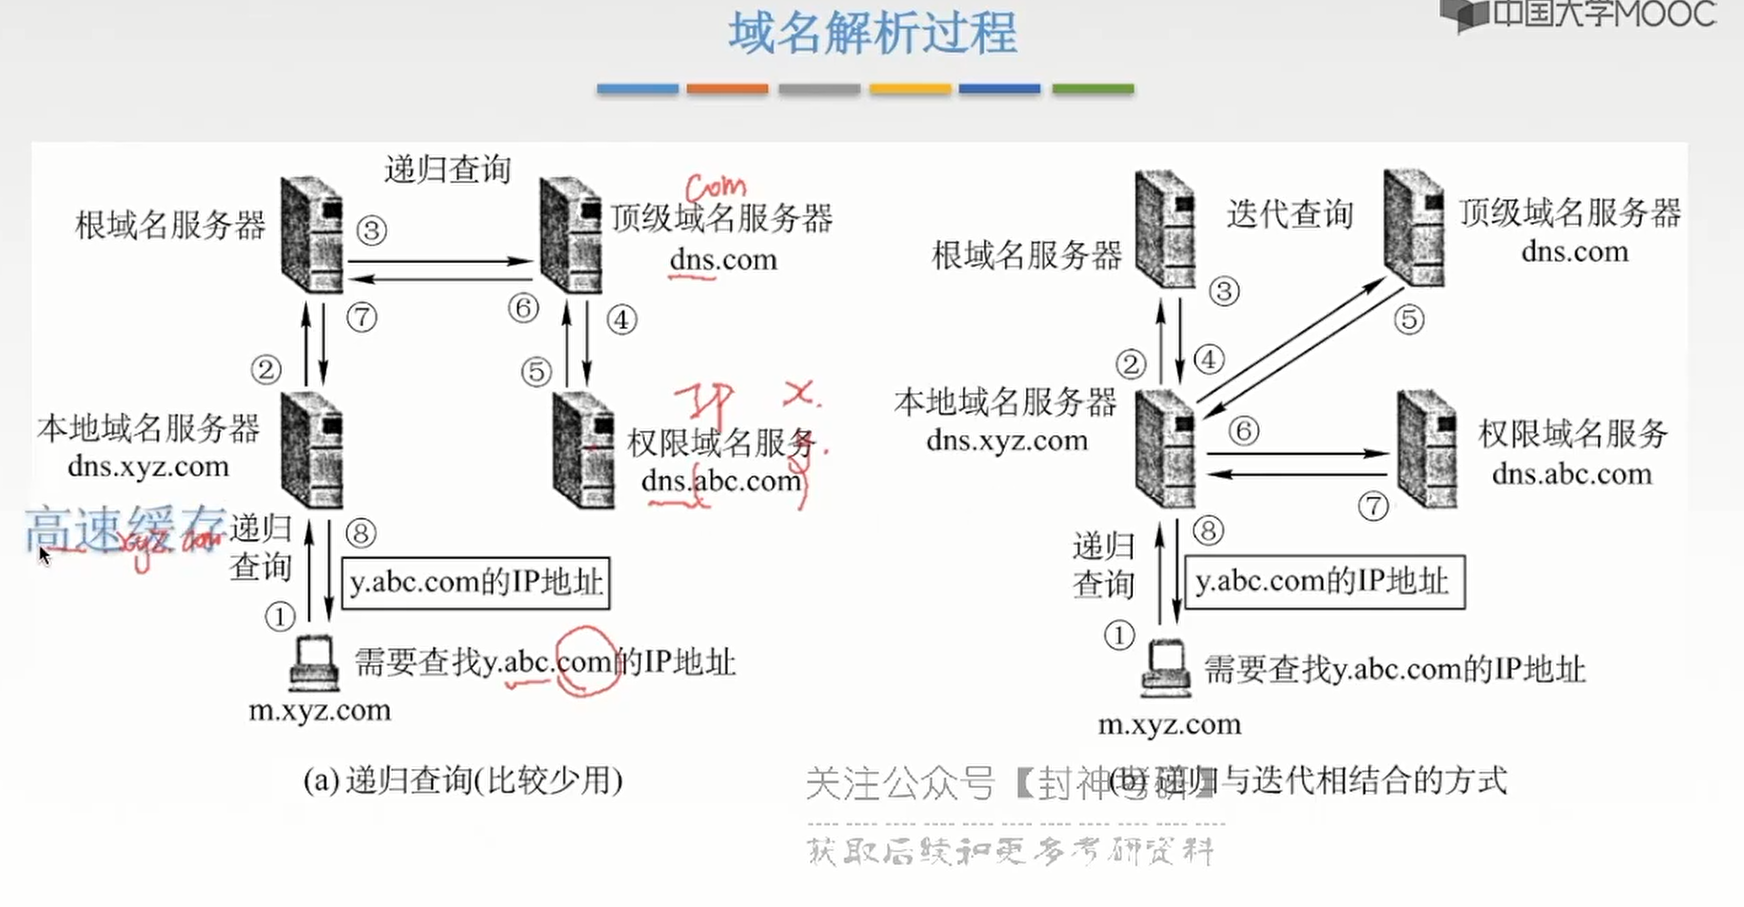 中国大学MOOC
域名解析过程
递归查询
com
根域名服务器
③
顶级域名服务器
dns.com
⑦
⑥
④
②
⑤
IP
x.
本地域名服务器
dns.xyz.com
权限域名服务
dns.abc.com
高速缓存
xyz.com
递归
查询
⑧
y.abc.com的IP地址
①
需要查找y.abc.com的IP地址
m.xyz.com
(a) 递归查询(比较少用)
迭代查询
顶级域名服务器
dns.com
根域名服务器
③
⑤
②
④
本地域名服务器
dns.xyz.com
⑥
权限域名服务
dns.abc.com
⑦
递归
查询
⑧
y.abc.com的IP地址
①
需要查找y.abc.com的IP地址
m.xyz.com
(b) 递归与迭代相结合的方式
关注公众号【封神考研】
获取后续和更多考研资料